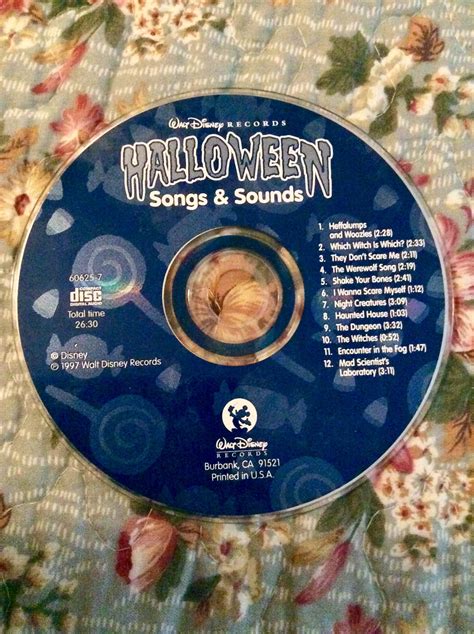 Walt Disney RECORDS
HALLOWEEN
Songs & Sounds
1. Heffalumps
and Woozles (2:28)
2. Which Witch is Which? (2:33)
3. They Don't Scare Me (2:11)
4. The Werewolf Song (2:19)
5. Shake Your Bones (2:41)
6. I Wanna Scare Myself (1:12)
7. Night Creatures (3:09)
8. Haunted House (1:03)
9. The Dungeon (3:32)
10. The Witches (0:52)
11. Encounter in the Fog (1:47)
12. Mad Scientist's
Laboratory (3:11)
60625-7
COMPACT
disc
DIGITAL AUDIO
Total time
26:30
© Disney
℗ 1997 Walt Disney Records
Walt Disney
RECORDS
Burbank, CA 91521
Printed in U.S.A.